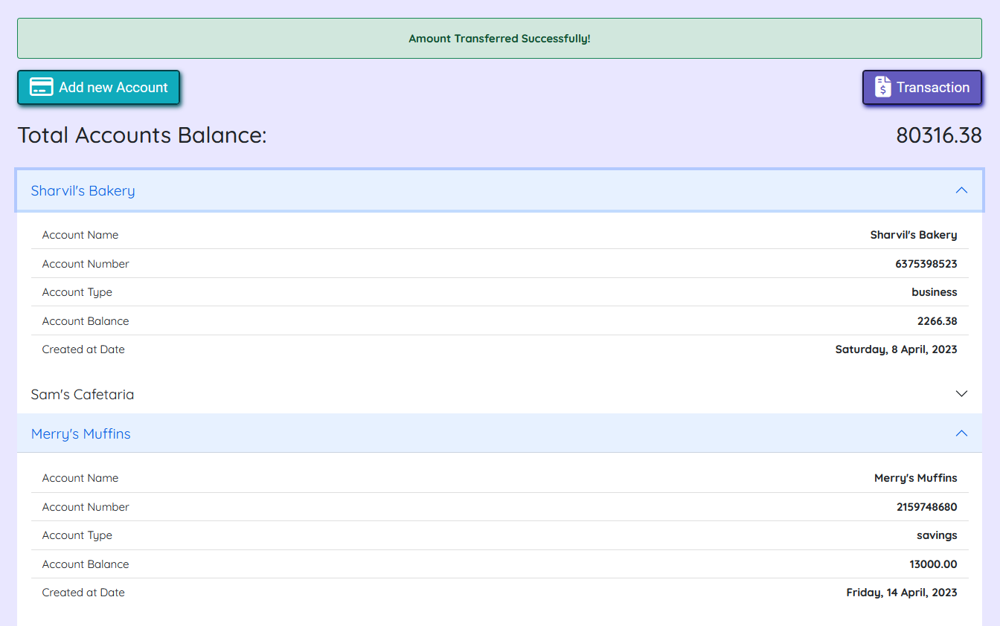 Amount Transferred Successfully!
Add new Account
Transaction
Total Accounts Balance: 80316.38
Sharvil's Bakery
Account Name Sharvil's Bakery
Account Number 6375398523
Account Type business
Account Balance 2266.38
Created at Date Saturday, 8 April, 2023
Sam's Cafetaria
Merry's Muffins
Account Name Merry's Muffins
Account Number 2159748680
Account Type savings
Account Balance 13000.00
Created at Date Friday, 14 April, 2023